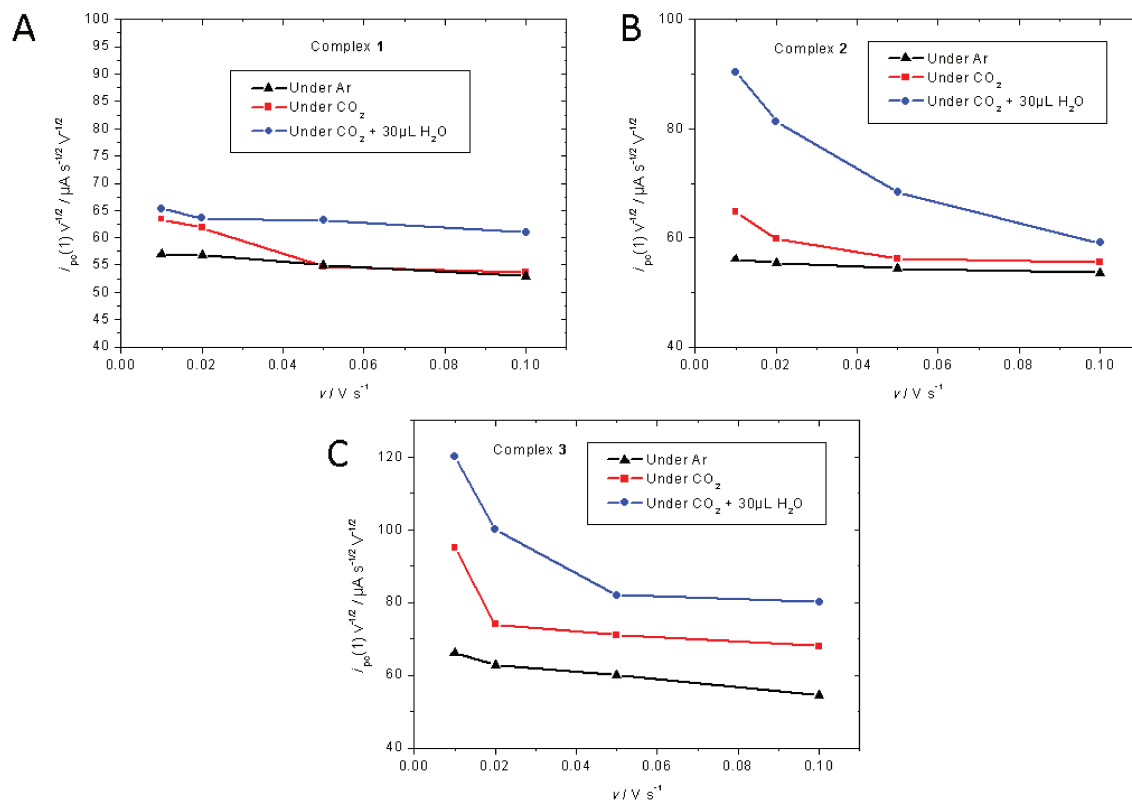 A
Complex 1
Under Ar
Under CO2
Under CO2 + 30µL H2O
100
95
90
85
80
75
70
65
60
55
50
45
40
0.00 0.02 0.04 0.06 0.08 0.10
ipc(1) v-1/2 / µA s-1/2 V-1/2
v / V s-1
B
Complex 2
Under Ar
Under CO2
Under CO2 + 30µL H2O
100
80
60
40
0.00 0.02 0.04 0.06 0.08 0.10
ipc(1) v-1/2 / µA s-1/2 V-1/2
v / V s-1
C
Complex 3
Under Ar
Under CO2
Under CO2 + 30µL H2O
120
100
80
60
40
0.00 0.02 0.04 0.06 0.08 0.10
ipc(1) v-1/2 / µA s-1/2 V-1/2
v / V s-1